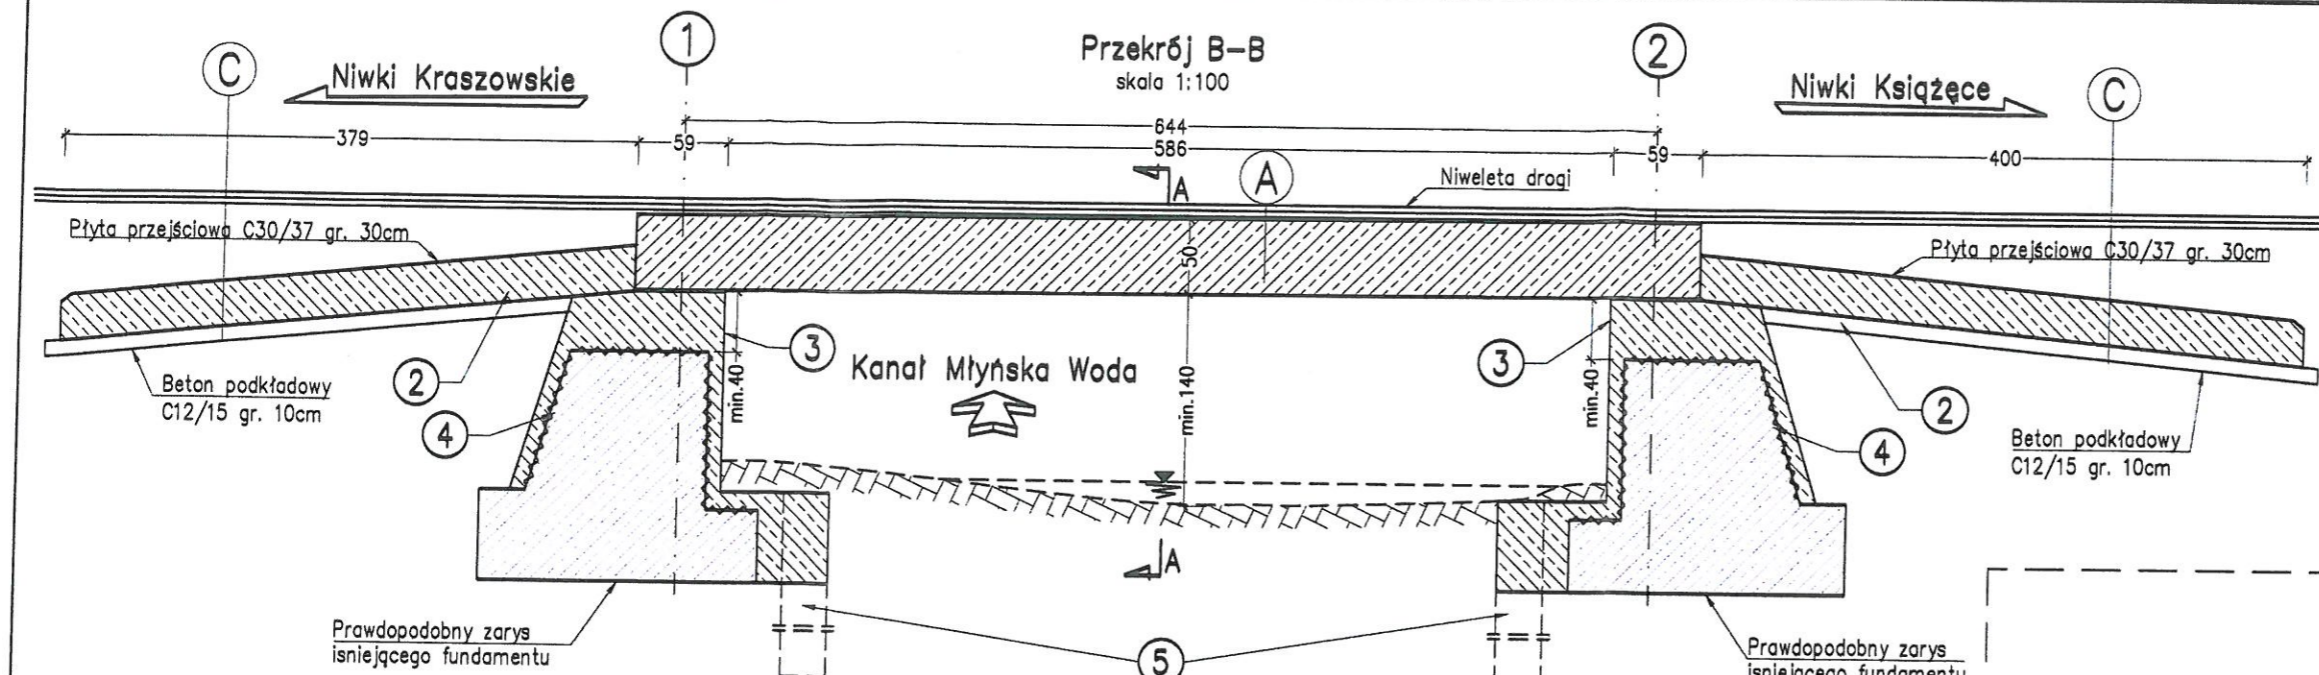 1
2
Przekrój B-B
skala 1:100
C
Niwki Kraszowskie
Niwki Książęce
C
644
379
59
586
59
400
A
A
Niweleta drogi
Płyta przejściowa C30/37 gr. 30cm
50
Płyta przejściowa C30/37 gr. 30cm
3
3
Kanał Młyńska Woda
2
min.40
min.140
min.40
Beton podkładowy
C12/15 gr. 10cm
2
4
4
Beton podkładowy
C12/15 gr. 10cm
A
Prawdopodobny zarys
isniejącego fundamentu
5
Prawdopodobny zarys
isniejącego fundamentu